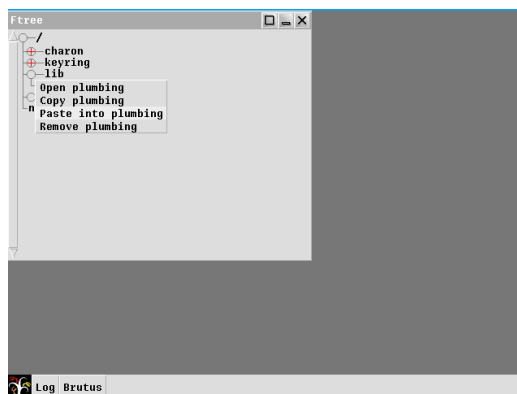 Ftree
/
charon
keyring
lib
Open plumbing
Copy plumbing
n
Paste into plumbing
Remove plumbing
Log Brutus